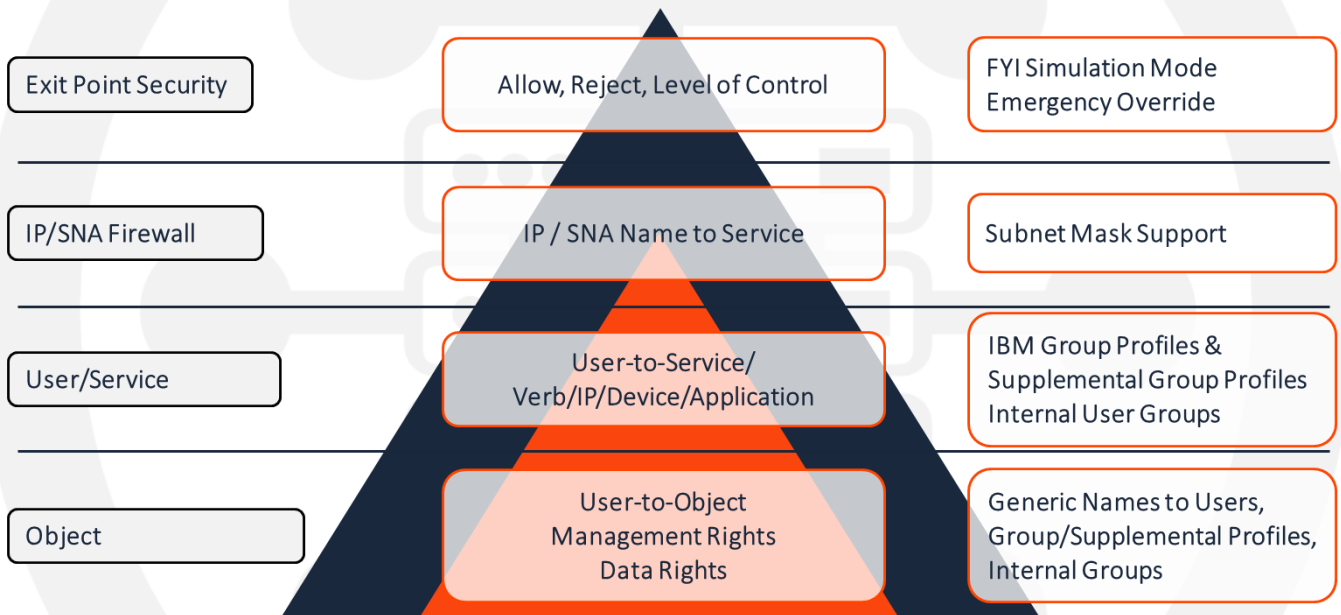 Exit Point Security
Allow, Reject, Level of Control
FYI Simulation Mode
Emergency Override
IP/SNA Firewall
IP / SNA Name to Service
Subnet Mask Support
User/Service
User-to-Service/
Verb/IP/Device/Application
IBM Group Profiles &
Supplemental Group Profiles
Internal User Groups
Object
User-to-Object
Management Rights
Data Rights
Generic Names to Users,
Group/Supplemental Profiles,
Internal Groups